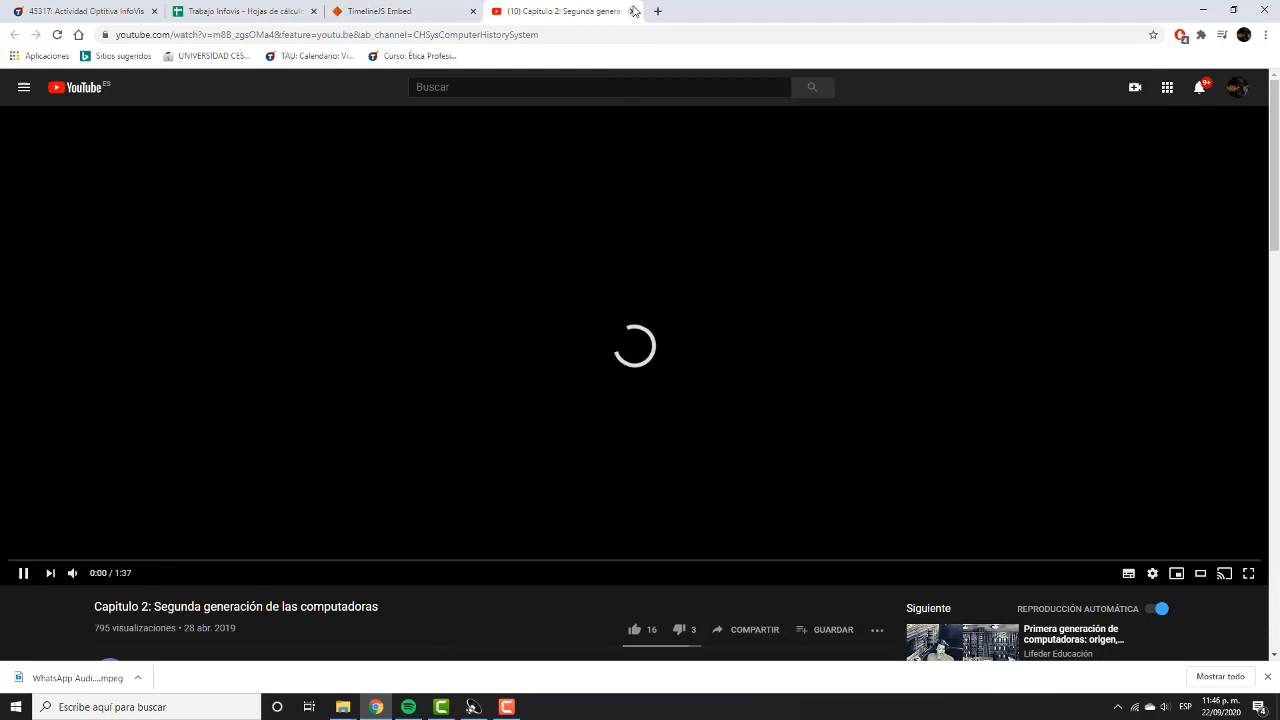 45317: Actividad Optitiva InfoVis
Trabajo Infovis - Hojas de cálcul
TimelineJS Embed
(10) Capitulo 2: Segunda genera
youtube.com/watch?v=m8B_zgsOMa4&feature=youtu.be&ab_channel=CHSysComputerHistorySystem
4
Aplicaciones
Sitios sugeridos
UNIVERSIDAD CES...
TAU: Calendario: Vi...
Curso: Ética Profesi...
YouTube ES
Buscar
9+
0:00 / 1:37
Capitulo 2: Segunda generación de las computadoras
795 visualizaciones • 28 abr. 2019
16
3
COMPARTIR
GUARDAR
Siguiente
REPRODUCCIÓN AUTOMÁTICA
Primera generación de
computadoras: origen,...
Lifeder Educación
WhatsApp Audi....mpeg
Mostrar todo
Escribe aquí para buscar
ESP
11:46 p. m.
22/09/2020
4